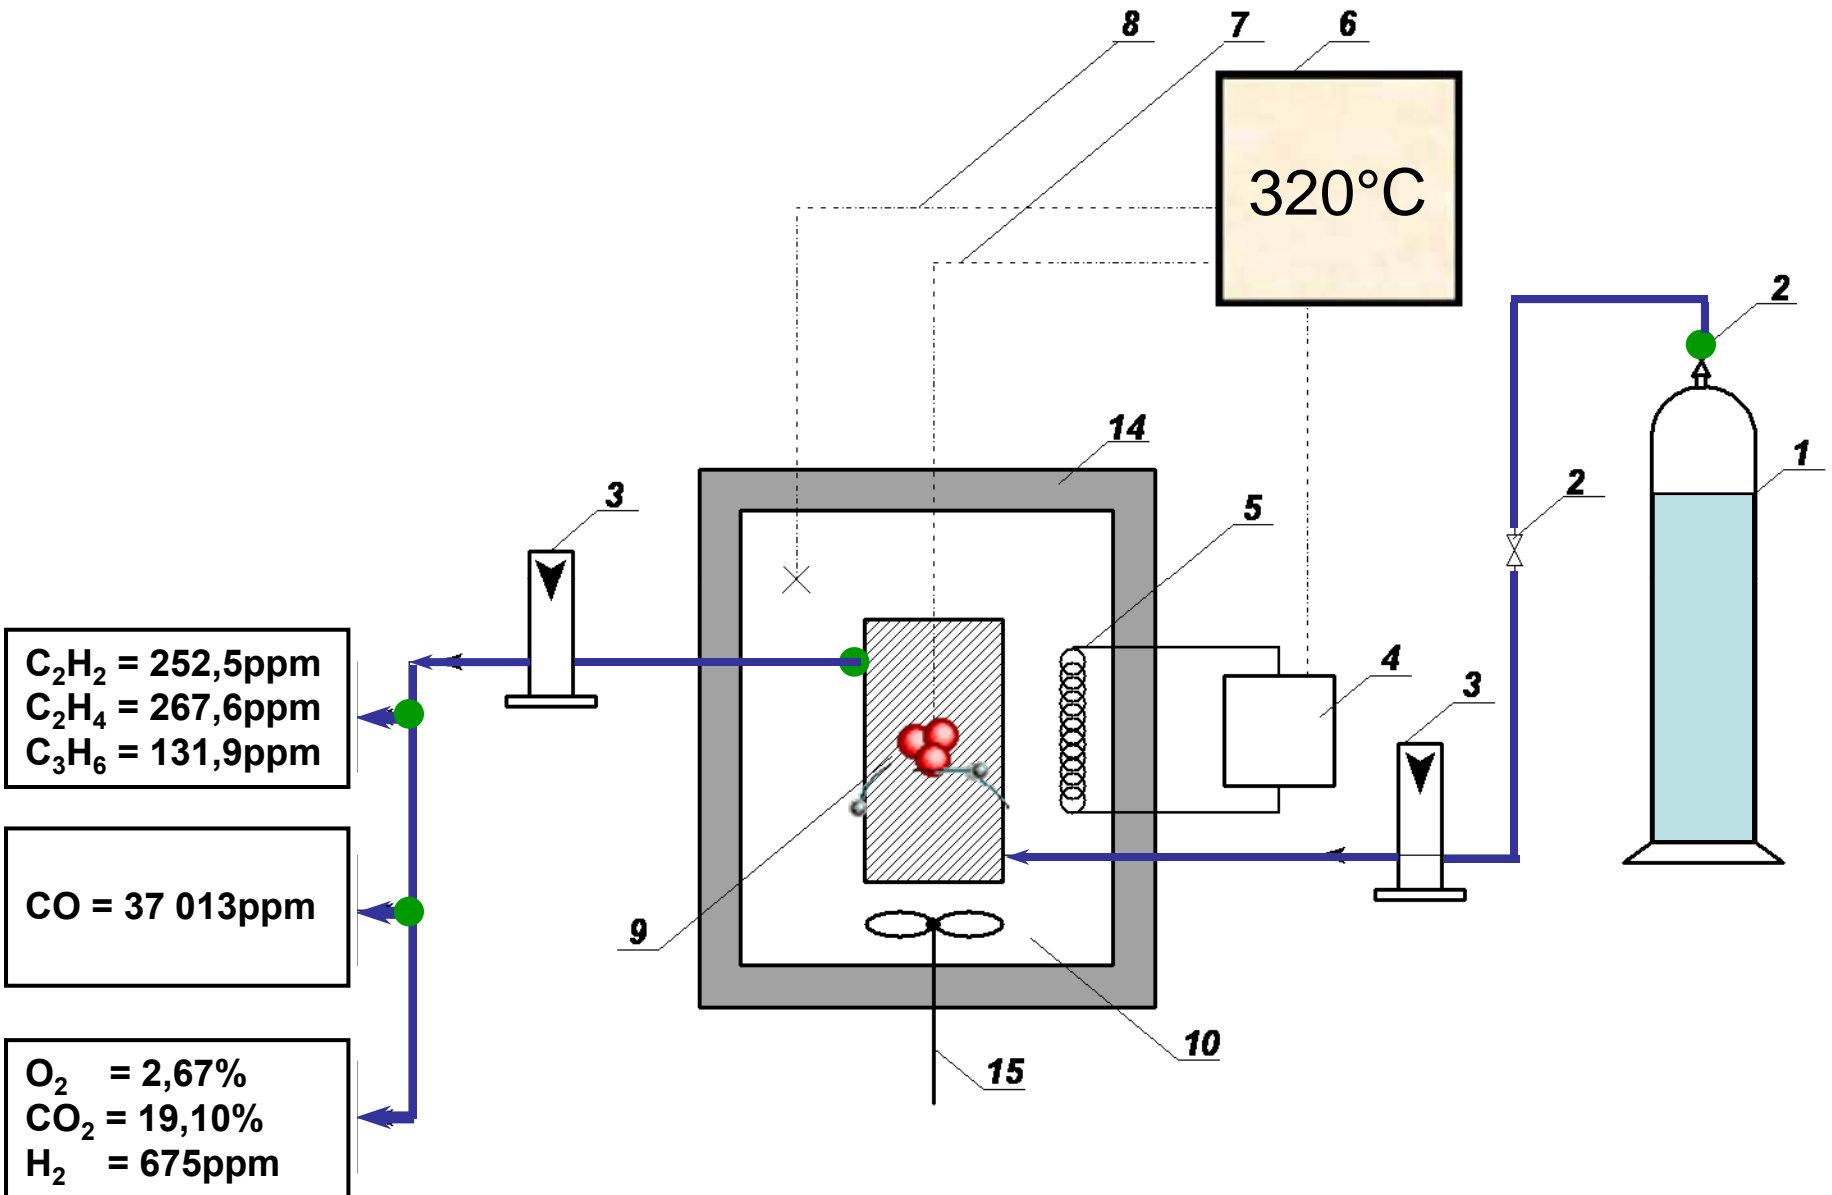 8
7
6
320°C
2
14
1
3
2
5
C₂H₂ = 252,5ppm
C₂H₄ = 267,6ppm
C₃H₆ = 131,9ppm
4
3
CO = 37 013ppm
9
10
15
O₂ = 2,67%
CO₂ = 19,10%
H₂ = 675ppm